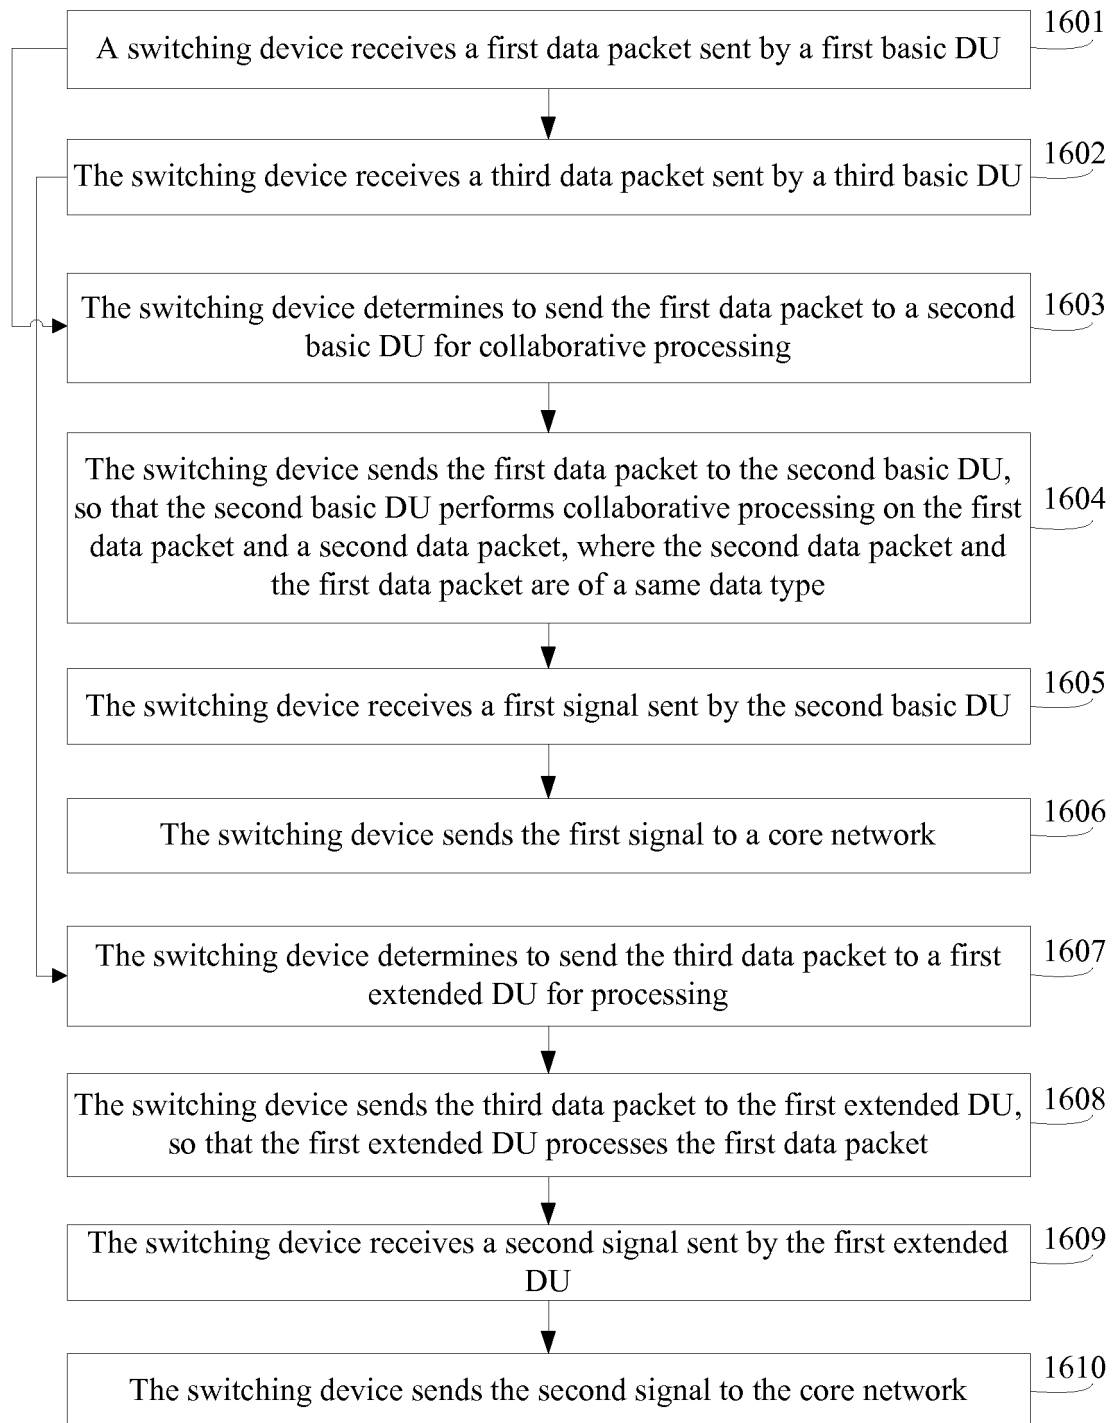 A switching device receives a first data packet sent by a first basic DU
1601
The switching device receives a third data packet sent by a third basic DU
1602
The switching device determines to send the first data packet to a second
basic DU for collaborative processing
1603
The switching device sends the first data packet to the second basic DU,
so that the second basic DU performs collaborative processing on the first
data packet and a second data packet, where the second data packet and
the first data packet are of a same data type
1604
The switching device receives a first signal sent by the second basic DU
1605
The switching device sends the first signal to a core network
1606
The switching device determines to send the third data packet to a first
extended DU for processing
1607
The switching device sends the third data packet to the first extended DU,
so that the first extended DU processes the first data packet
1608
The switching device receives a second signal sent by the first extended
DU
1609
The switching device sends the second signal to the core network
1610